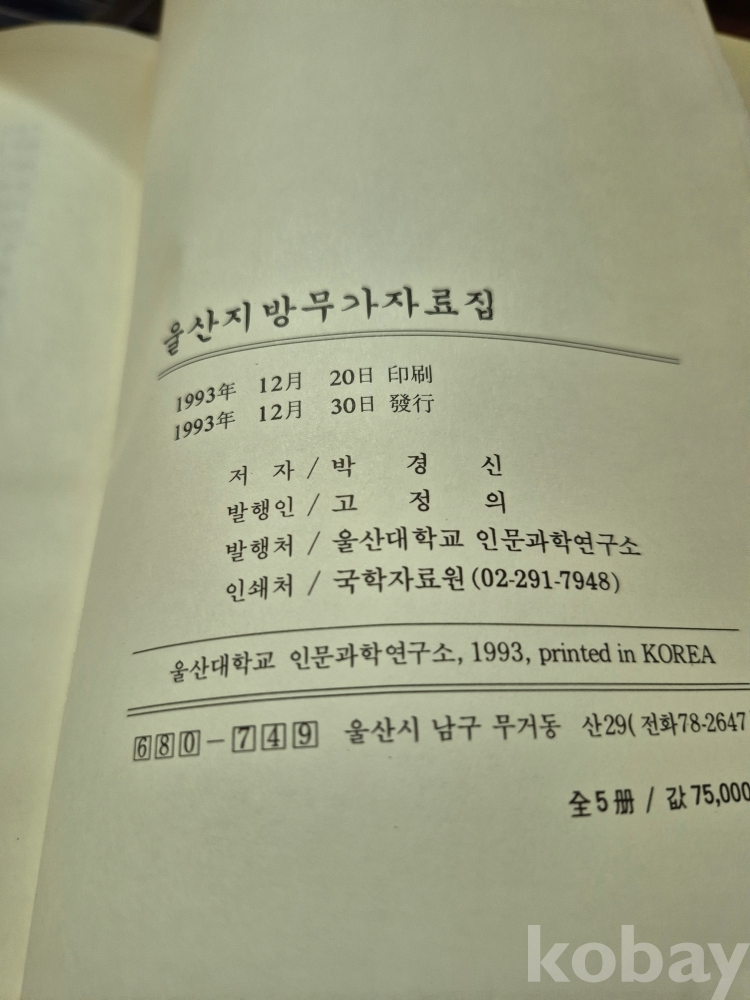 울산지방무가자료집
1993年 12月 20日 印刷
1993年 12月 30日 發行
저 자 / 박 경 신
발행인 / 고 정 의
발행처 / 울산대학교 인문과학연구소
인쇄처 / 국학자료원 (02-291-7948)
울산대학교 인문과학연구소, 1993, printed in KOREA
680-749 울산시 남구 무거동 산29( 전화78-2647
全5册 / 값 75,000
kobay